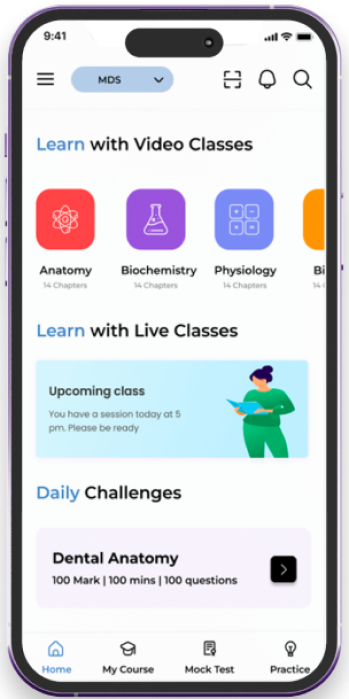 9:41
MDS
Learn with Video Classes
Anatomy
14 Chapters
Biochemistry
14 Chapters
Physiology
14 Chapters
Bi
14
Learn with Live Classes
Upcoming class
You have a session today at 5
pm. Please be ready
Daily Challenges
Dental Anatomy
100 Mark | 100 mins | 100 questions
Home
My Course
Mock Test
Practice